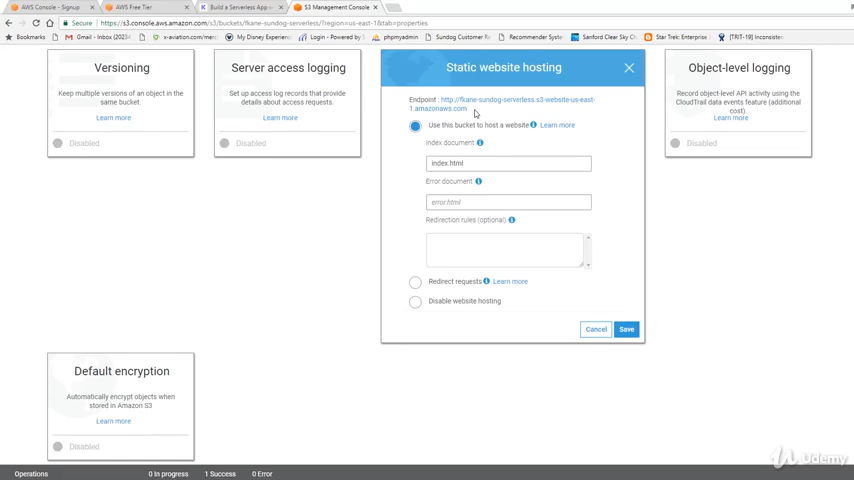 AWS Console - Signup
AWS Free Tier
Build a Serverless App w
S3 Management Console
Secure
https://s3.console.aws.amazon.com/s3/buckets/fkane-sundog-serverless/?region=us-east-1&tab=properties
Bookmarks
Gmail - Inbox (20234
x-aviation.com/mercha
My Disney Experience
Login - Powered by S
phpmyadmin
Sundog Customer Re
Recommender System
Sanford Clear Sky C
Star Trek: Enterprise
[TRIT-19] Inconsisten
Versioning
Keep multiple versions of an object in the
same bucket.
Learn more
Disabled
Server access logging
Set up access log records that provide
details about access requests.
Learn more
Disabled
Static website hosting
Endpoint : http://fkane-sundog-serverless.s3-website-us-east-
1.amazonaws.com
Use this bucket to host a website Learn more
Index document
index.html
Error document
error.html
Redirection rules (optional)
Redirect requests Learn more
Disable website hosting
Cancel
Save
Object-level logging
Record object-level API activity using the
CloudTrail data events feature (additional
cost).
Learn more
Disabled
Default encryption
Automatically encrypt objects when
stored in Amazon S3
Learn more
Disabled
Operations
0 In progress
1 Success
0 Error
Udemy